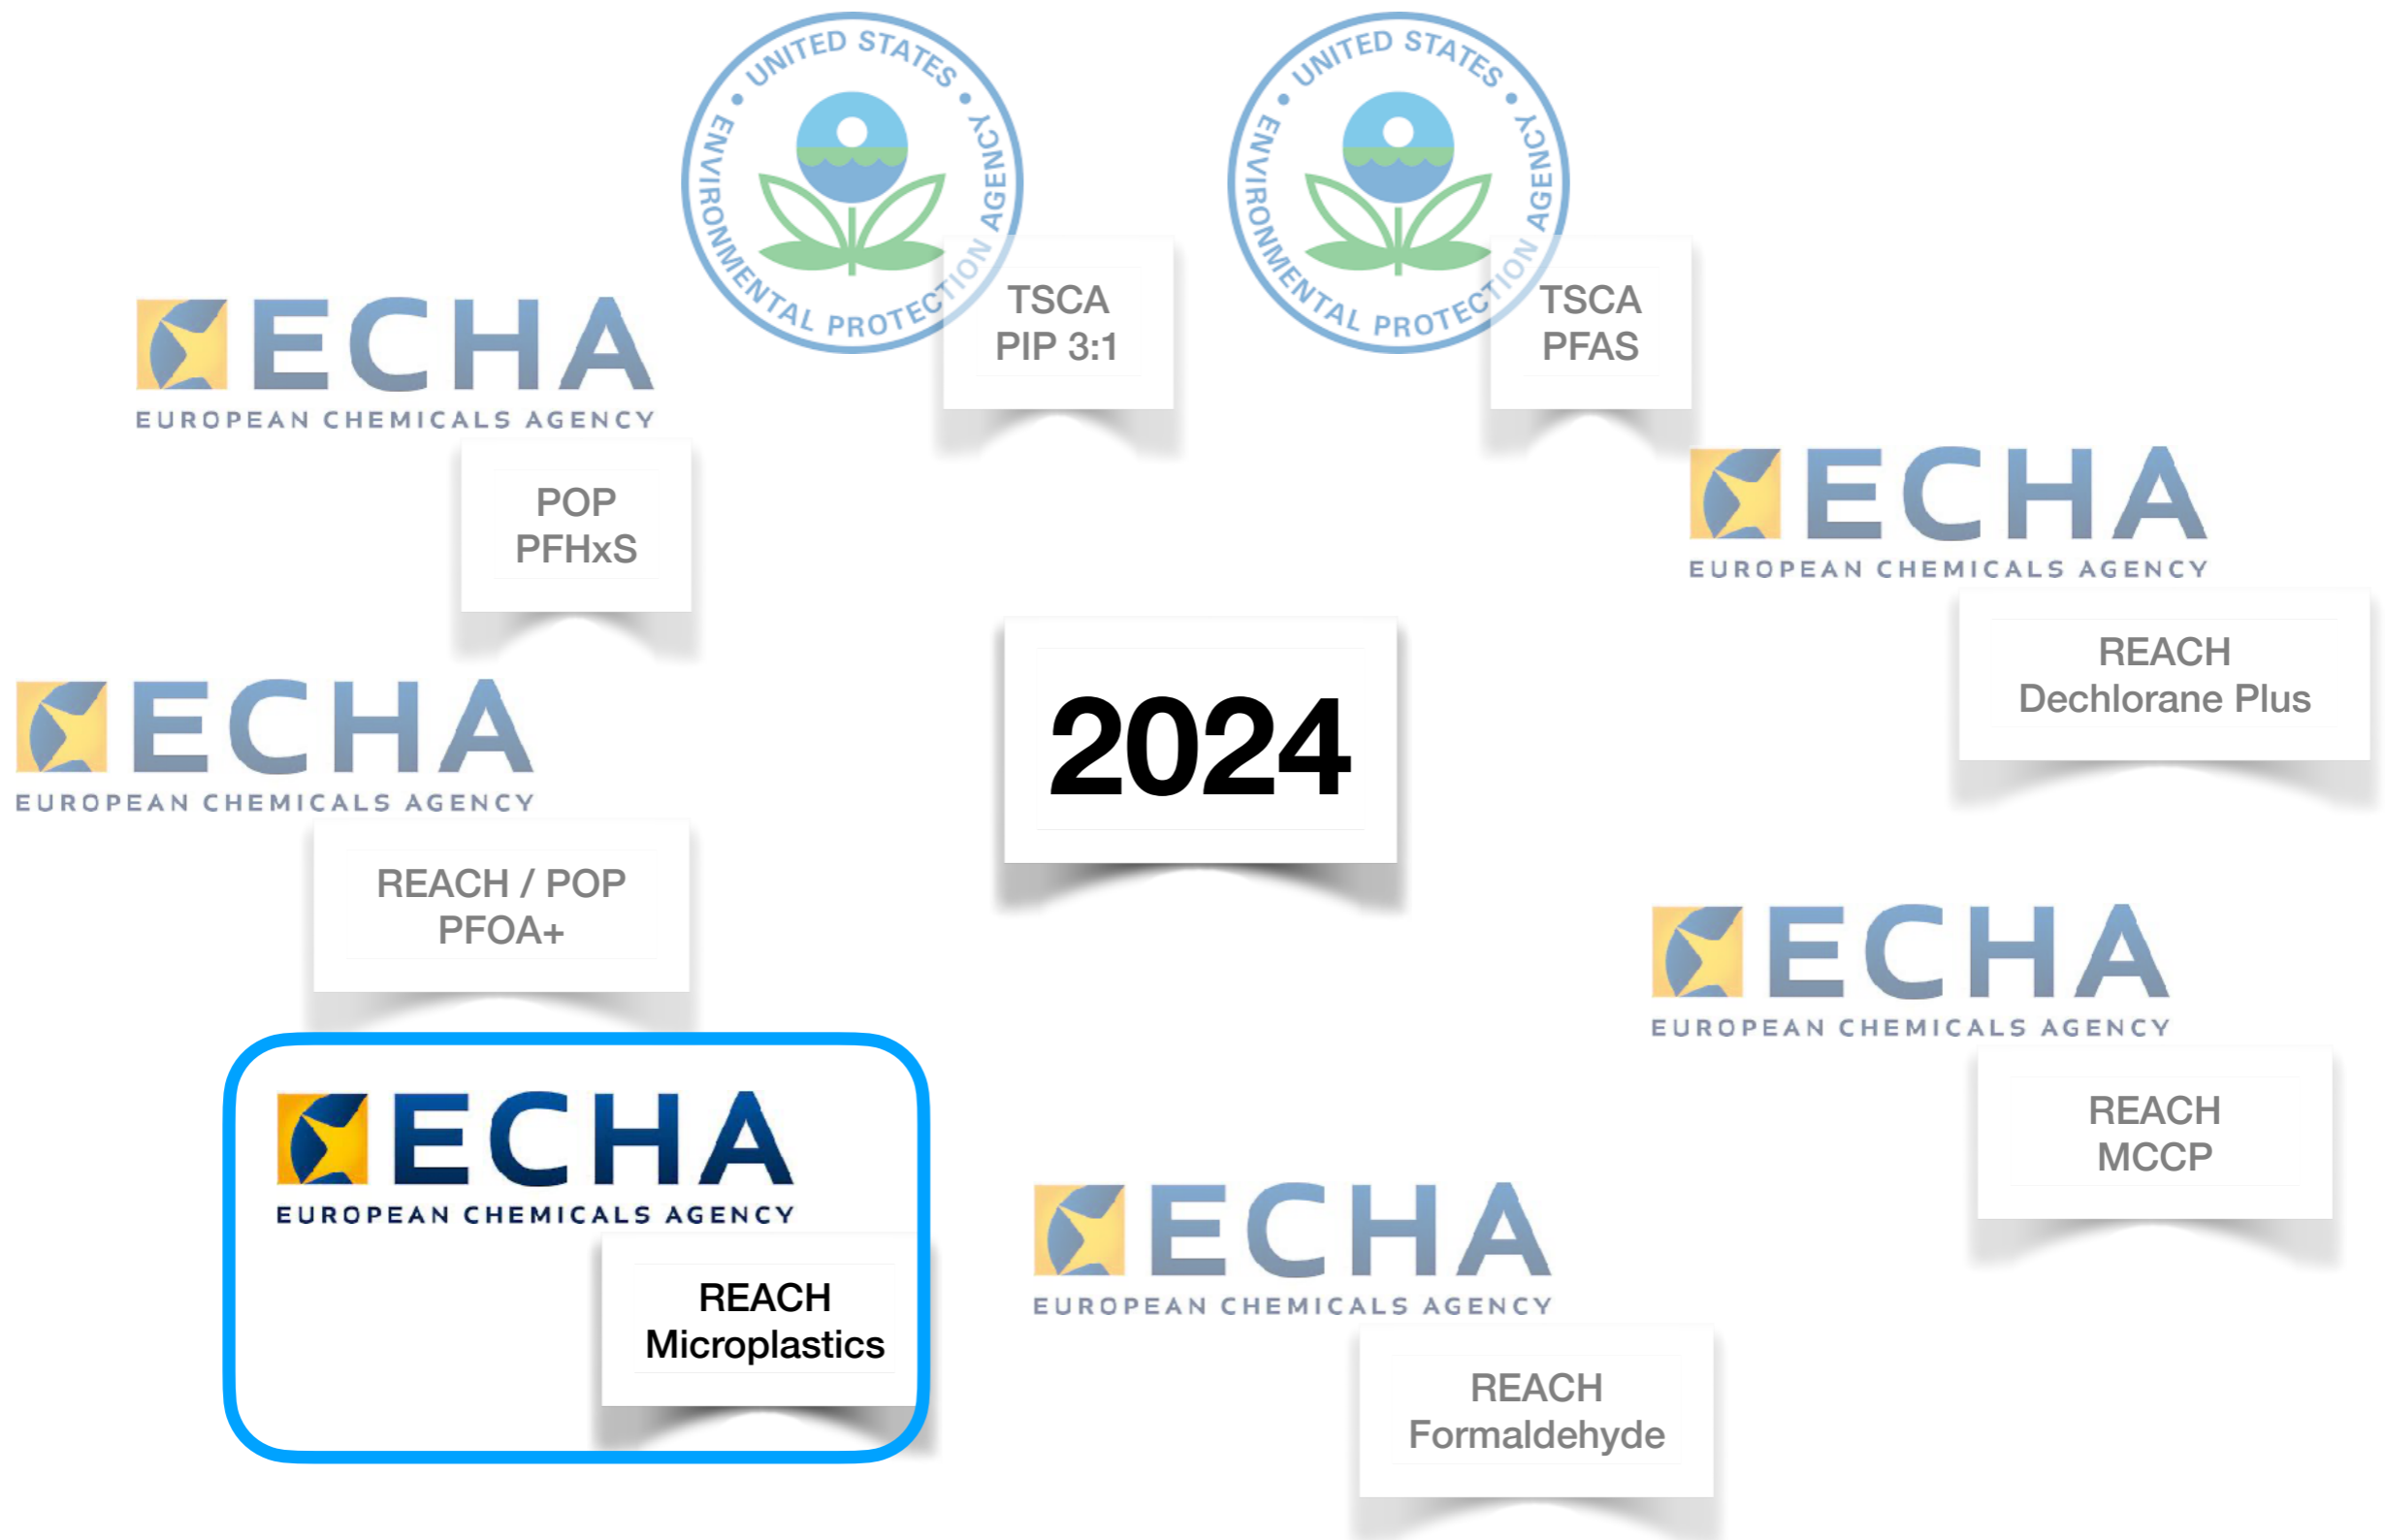 UNITED STATES • ENVIRONMENTAL PROTECTION AGENCY •
TSCA
PIP 3:1
UNITED STATES • ENVIRONMENTAL PROTECTION AGENCY •
TSCA
PFAS
ECHA
EUROPEAN CHEMICALS AGENCY
POP
PFHxS
ECHA
EUROPEAN CHEMICALS AGENCY
REACH
Dechlorane Plus
2024
ECHA
EUROPEAN CHEMICALS AGENCY
REACH / POP
PFOA+
ECHA
EUROPEAN CHEMICALS AGENCY
REACH
MCCP
ECHA
EUROPEAN CHEMICALS AGENCY
REACH
Microplastics
ECHA
EUROPEAN CHEMICALS AGENCY
REACH
Formaldehyde